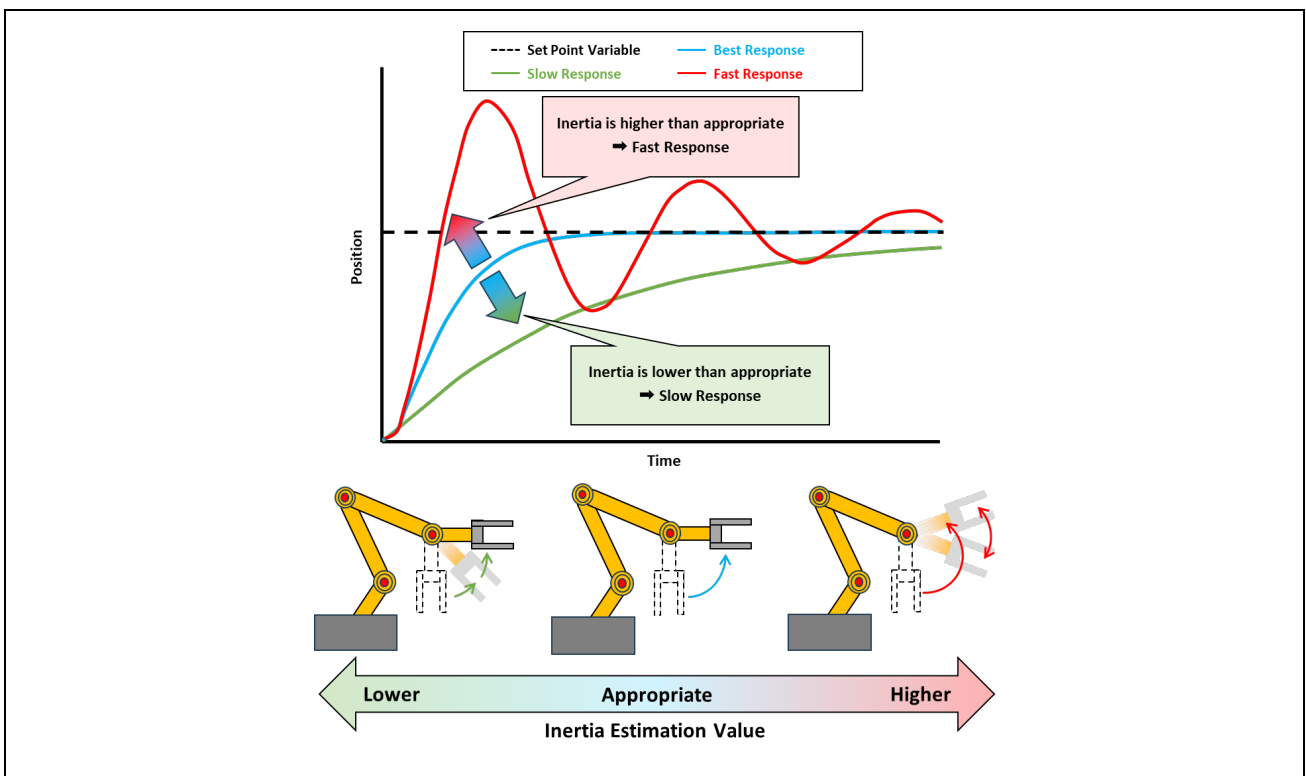 Set Point Variable
Best Response
Slow Response
Fast Response
Inertia is higher than appropriate
➡ Fast Response
Position
Inertia is lower than appropriate
➡ Slow Response
Time
Lower
Appropriate
Higher
Inertia Estimation Value